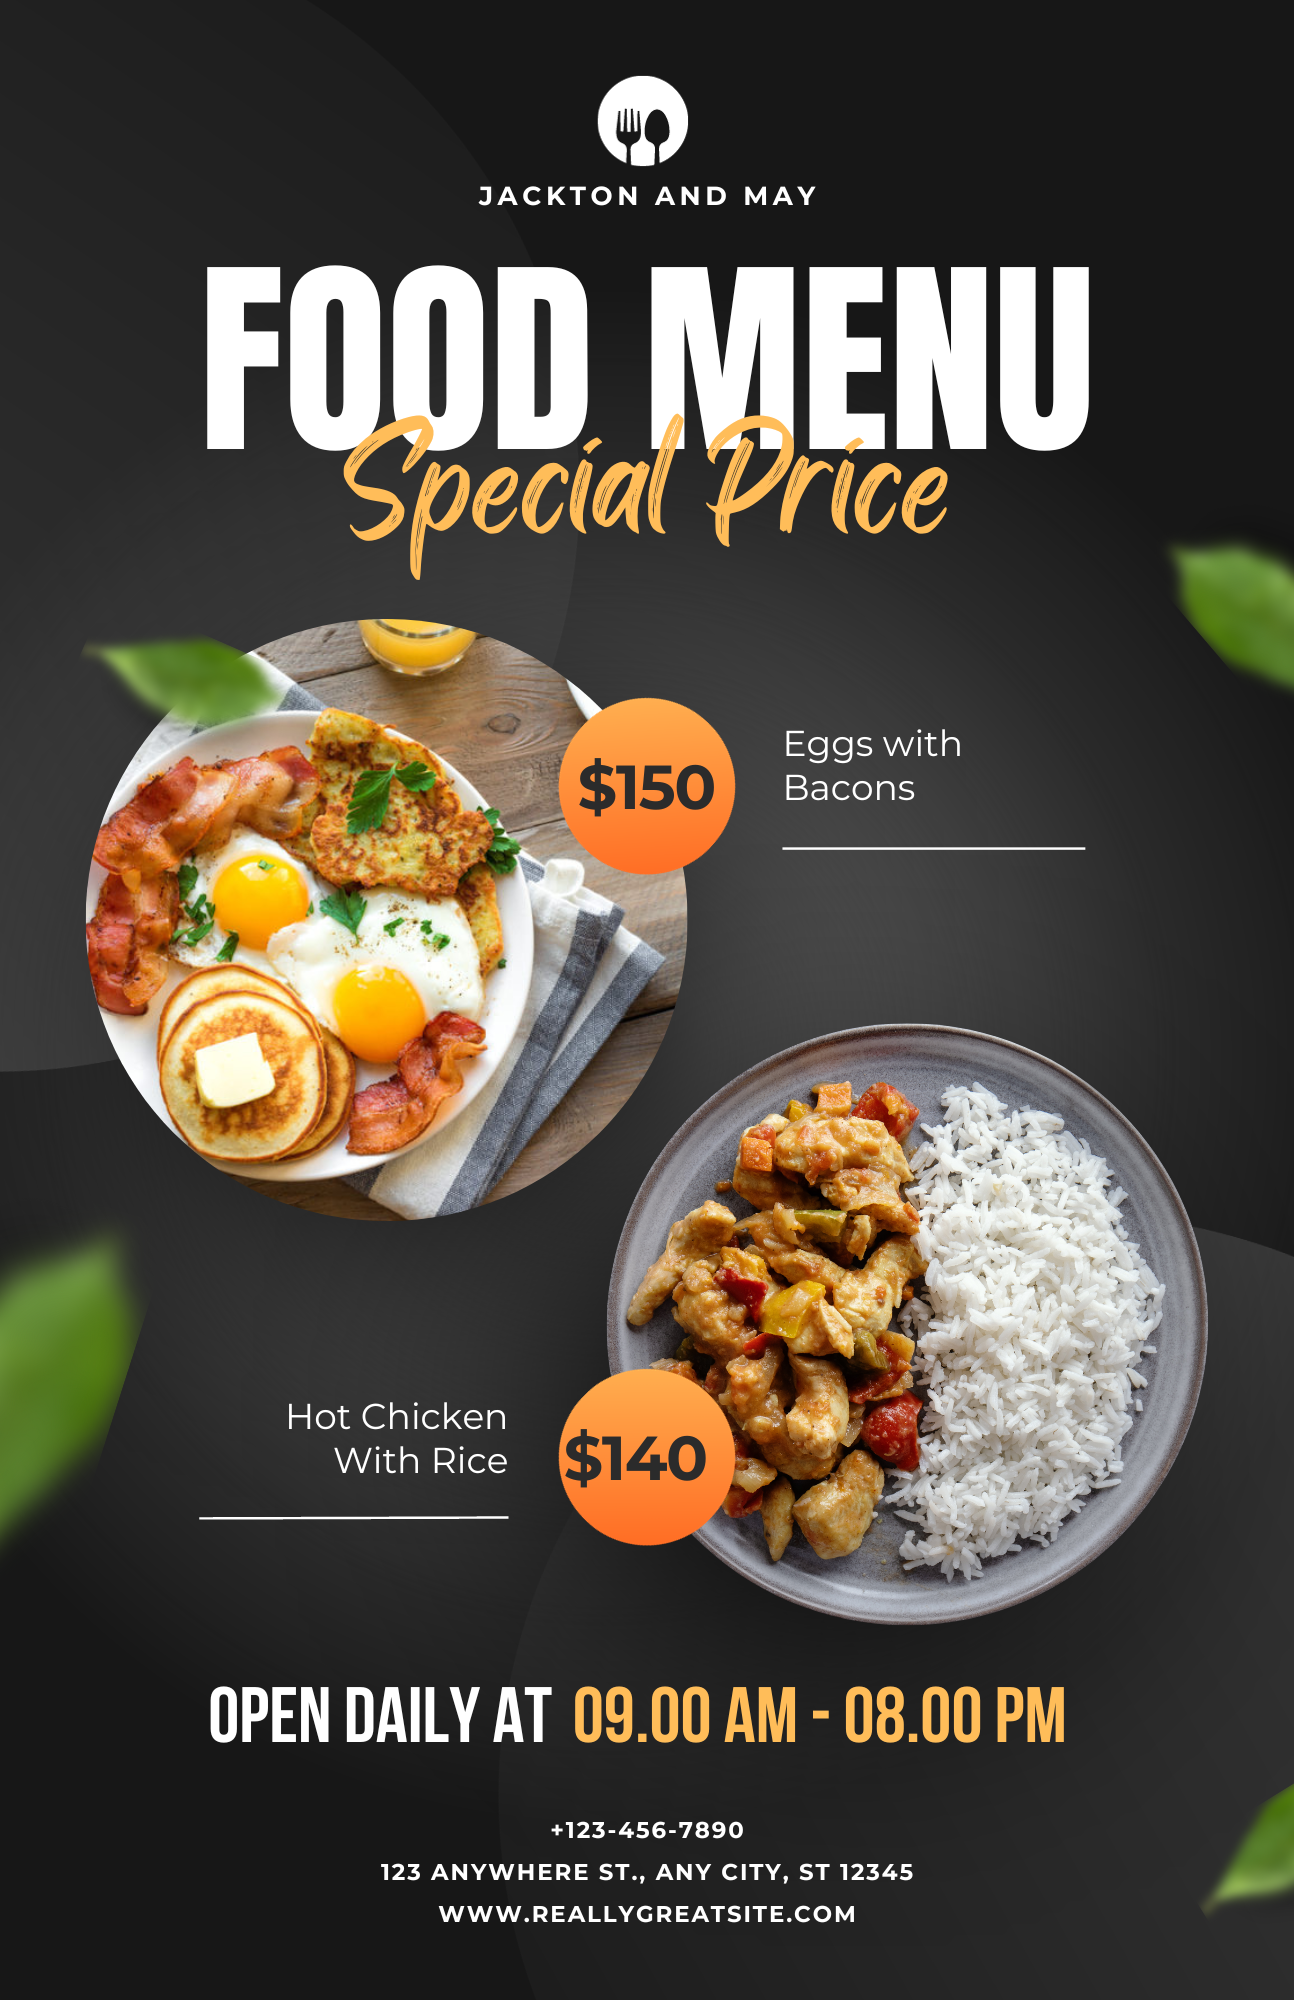 JACKTON AND MAY
FOOD MENU
Special Price
$150
Eggs with
Bacons
Hot Chicken
With Rice
$140
OPEN DAILY AT 09.00 AM - 08.00 PM
+123-456-7890
123 ANYWHERE ST., ANY CITY, ST 12345
WWW.REALLYGREATSITE.COM